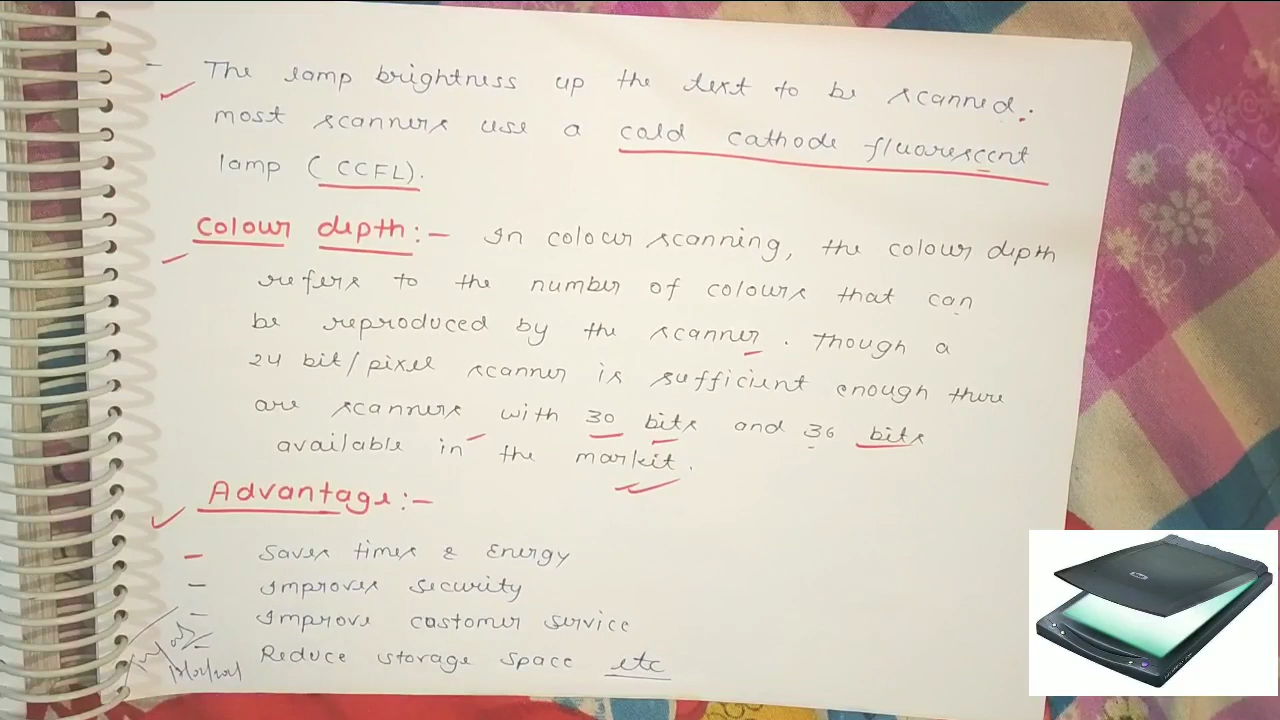 - The lamp brightness up the text to be scanned.
most scanners use a cold cathode fluorescent
lamp (CCFL).
Colour depth:- In colour scanning, the colour depth
refers to the number of colours that can
be reproduced by the scanner. Though a
24 bit/pixel scanner is sufficient enough there
are scanners with 30 bits and 36 bits
available in the markit.
Advantage:-
- Saves times & Energy
- Improves security
- Improve customer service
- Reduce storage space etc